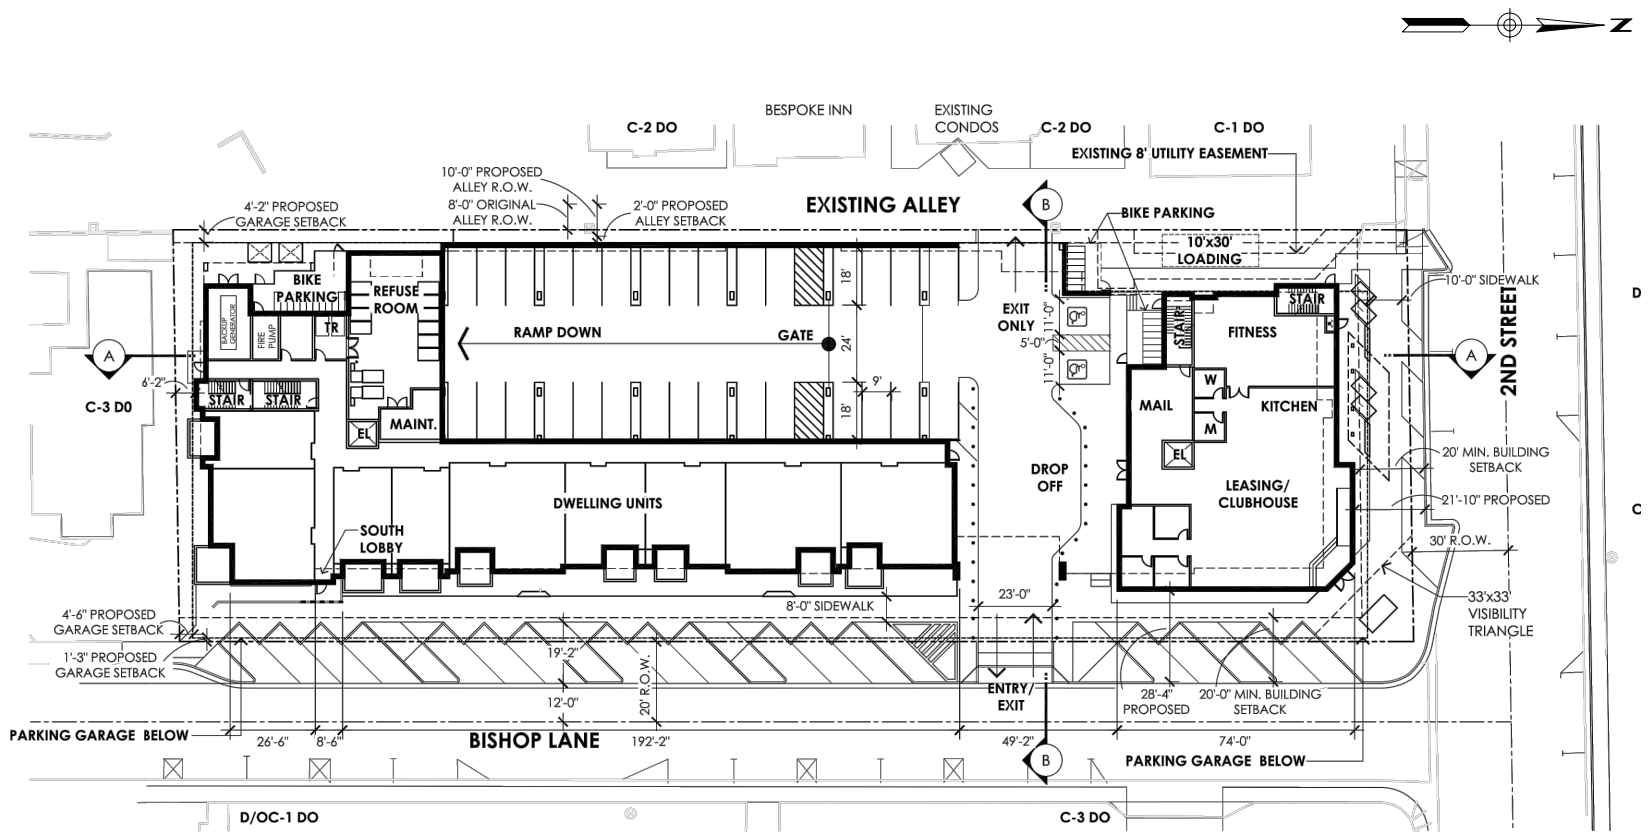 N
BESPOKE INN
EXISTING
CONDOS
C-2 DO
C-2 DO
C-1 DO
EXISTING 8' UTILITY EASEMENT
10'-0" PROPOSED
ALLEY R.O.W.
8'-0" ORIGINAL
ALLEY R.O.W.
4'-2" PROPOSED
GARAGE SETBACK
2'-0" PROPOSED
ALLEY SETBACK
EXISTING ALLEY
B
BIKE PARKING
10'x30'
LOADING
10'-0" SIDEWALK
BIKE
PARKING
REFUSE
ROOM
BACKUP
GENERATOR
FIRE
PUMP
TR
RAMP DOWN
GATE
18'
24'
18'
9'
EXIT
ONLY
11'-0"
5'-0"
11'-0"
STAIR
STAIR
FITNESS
2ND STREET
A
A
6'-2"
C-3 D0
STAIR
STAIR
EL
MAINT.
W
M
MAIL
KITCHEN
EL
20' MIN. BUILDING
SETBACK
21'-10" PROPOSED
DROP
OFF
LEASING/
CLUBHOUSE
DWELLING UNITS
SOUTH
LOBBY
30' R.O.W.
33'x33'
VISIBILITY
TRIANGLE
4'-6" PROPOSED
GARAGE SETBACK
1'-3" PROPOSED
GARAGE SETBACK
8'-0" SIDEWALK
23'-0"
19'-2"
20' R.O.W.
12'-0"
ENTRY/
EXIT
28'-4"
PROPOSED
20'-0" MIN. BUILDING
SETBACK
PARKING GARAGE BELOW
26'-6"
8'-6"
BISHOP LANE
192'-2"
49'-2"
74'-0"
B
PARKING GARAGE BELOW
D/OC-1 DO
C-3 DO